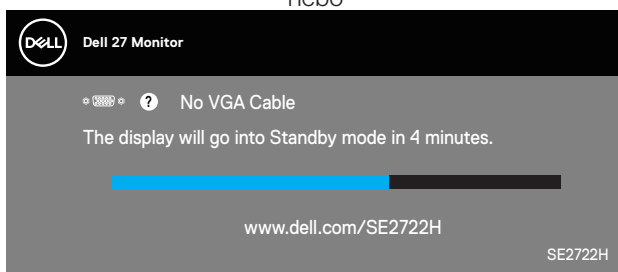 nebo
DELL
Dell 27 Monitor
? No VGA Cable
The display will go into Standby mode in 4 minutes.
www.dell.com/SE2722H
SE2722H